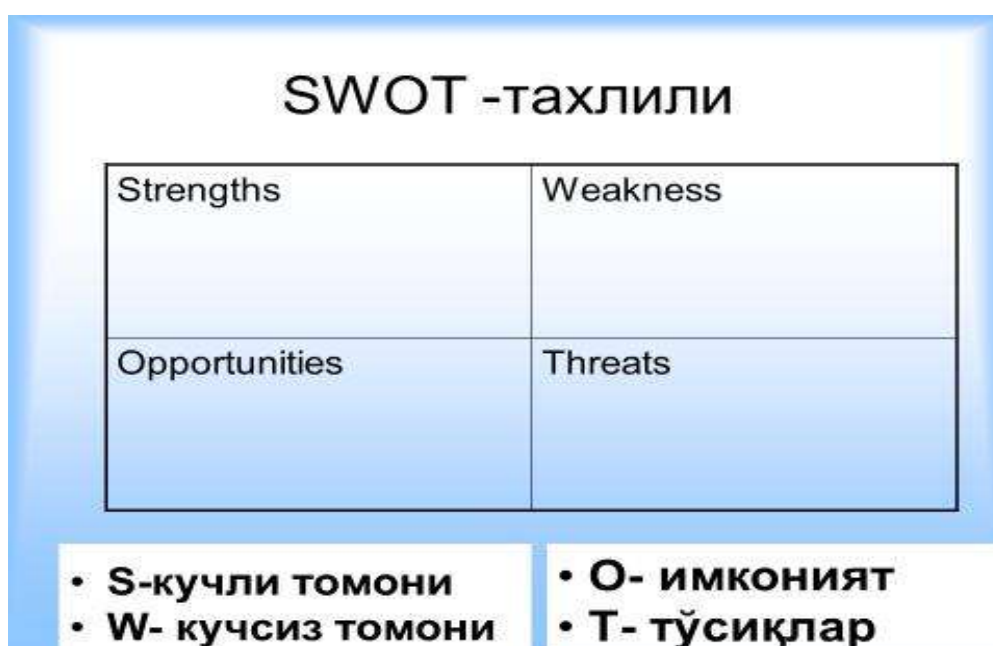 SWOT -тахлили
Strengths
Weakness
Opportunities
Threats
• S-кучли томони
• W- кучсиз томони
• О- имконият
• Т- тўсиқлар